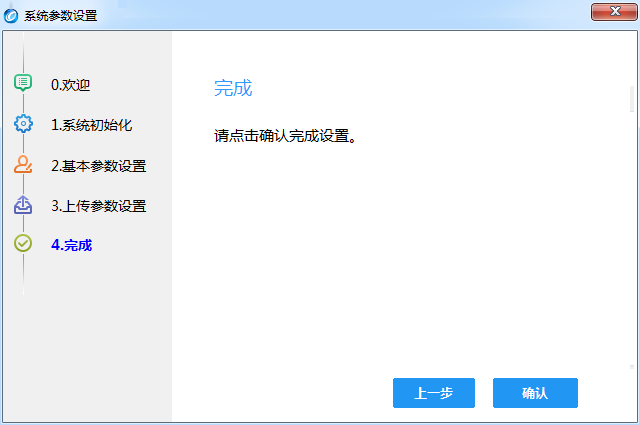 系统参数设置
0.欢迎
1.系统初始化
2.基本参数设置
3.上传参数设置
4.完成
完成
请点击确认完成设置。
上一步
确认